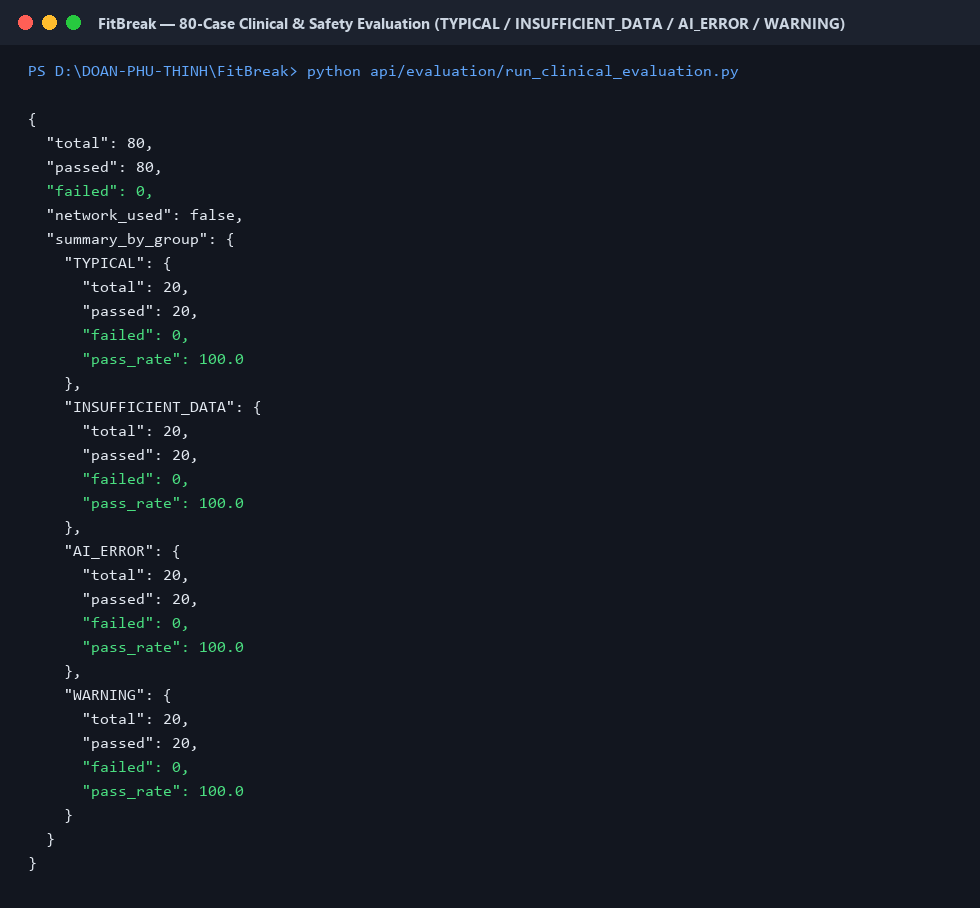 FitBreak — 80-Case Clinical & Safety Evaluation (TYPICAL / INSUFFICIENT_DATA / AI_ERROR / WARNING)
PS D:\DOAN-PHU-THINH\FitBreak> python api/evaluation/run_clinical_evaluation.py
{
  "total": 80,
  "passed": 80,
  "failed": 0,
  "network_used": false,
  "summary_by_group": {
    "TYPICAL": {
      "total": 20,
      "passed": 20,
      "failed": 0,
      "pass_rate": 100.0
    },
    "INSUFFICIENT_DATA": {
      "total": 20,
      "passed": 20,
      "failed": 0,
      "pass_rate": 100.0
    },
    "AI_ERROR": {
      "total": 20,
      "passed": 20,
      "failed": 0,
      "pass_rate": 100.0
    },
    "WARNING": {
      "total": 20,
      "passed": 20,
      "failed": 0,
      "pass_rate": 100.0
    }
  }
}